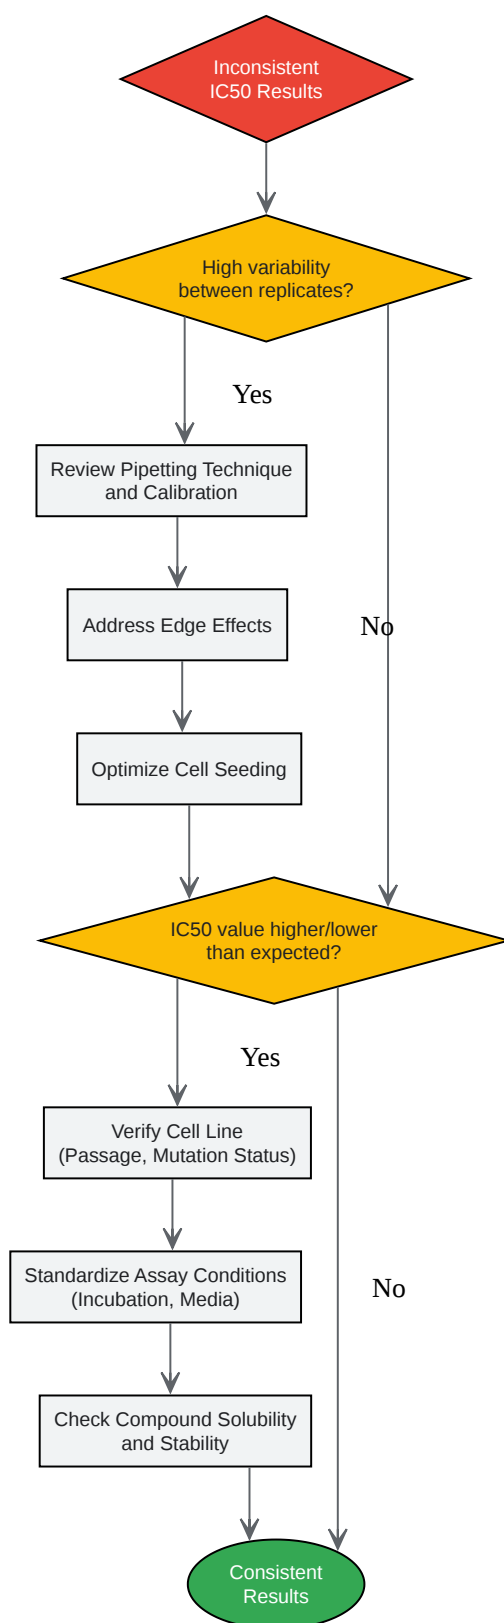 Inconsistent
IC50 Results
High variability
between replicates?
Yes
Review Pipetting Technique
and Calibration
Address Edge Effects
No
Optimize Cell Seeding
IC50 value higher/lower
than expected?
Yes
Verify Cell Line
(Passage, Mutation Status)
Standardize Assay Conditions
(Incubation, Media)
No
Check Compound Solubility
and Stability
Consistent
Results